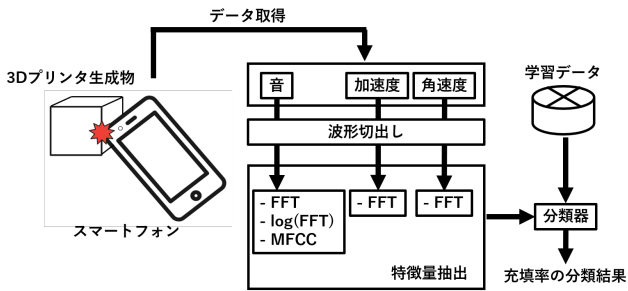 データ取得
3Dプリンタ生成物
スマートフォン
音
加速度
角速度
波形切出し
- FFT
- log(FFT)
- MFCC
- FFT
- FFT
特徴量抽出
学習データ
分類器
充填率の分類結果